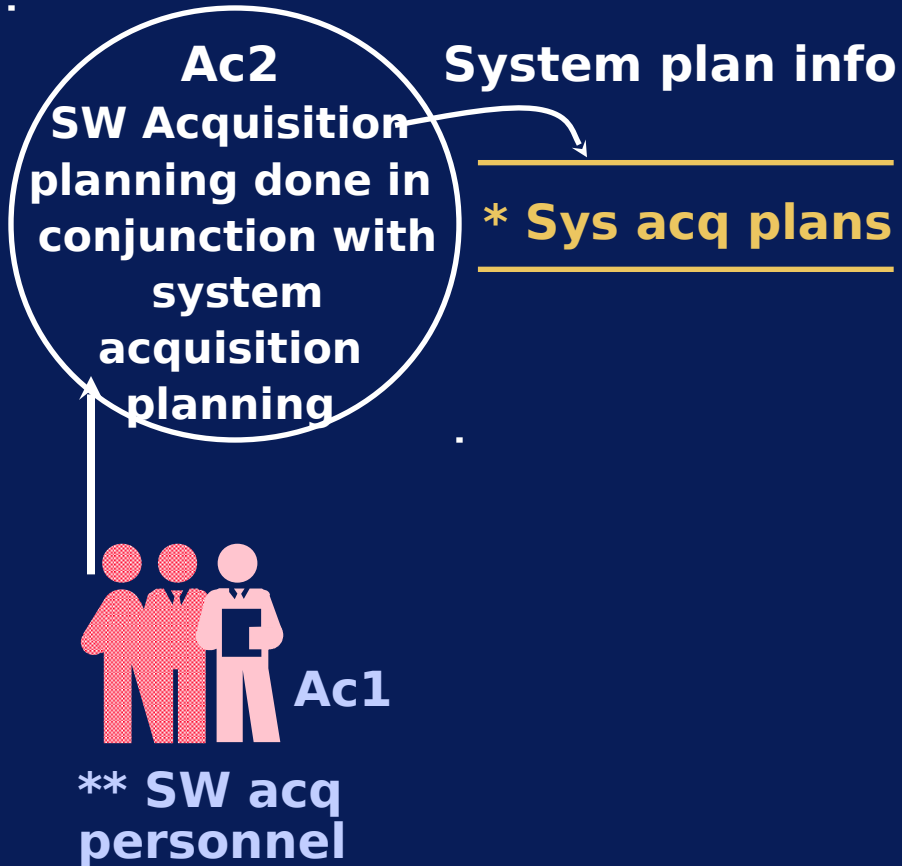 Ac2
SW Acquisition
planning done in
conjunction with
system
acquisition
planning
System plan info
* Sys acq plans
Ac1
** SW acq
personnel